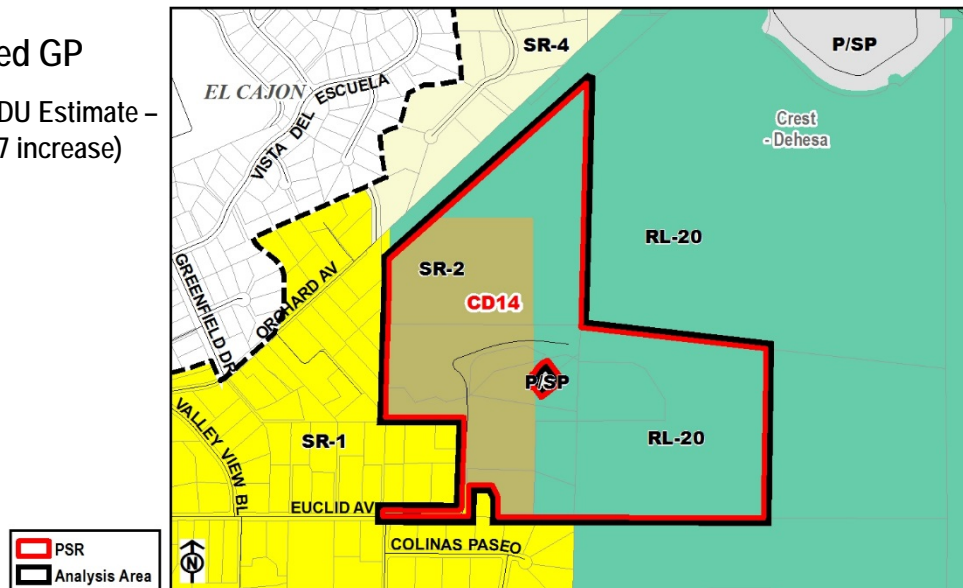 ed GP
DU Estimate –
7 increase)
SR-4
P/SP
EL CAJON
VISTA DEL ESCUELA
Crest
- Dehesa
RL-20
SR-2
CD14
GREENFIELD DR
ORCHARD AV
P/SP
VALLEY VIEW BL
SR-1
RL-20
EUCLID AV
COLINAS PASEO
PSR
Analysis Area
N